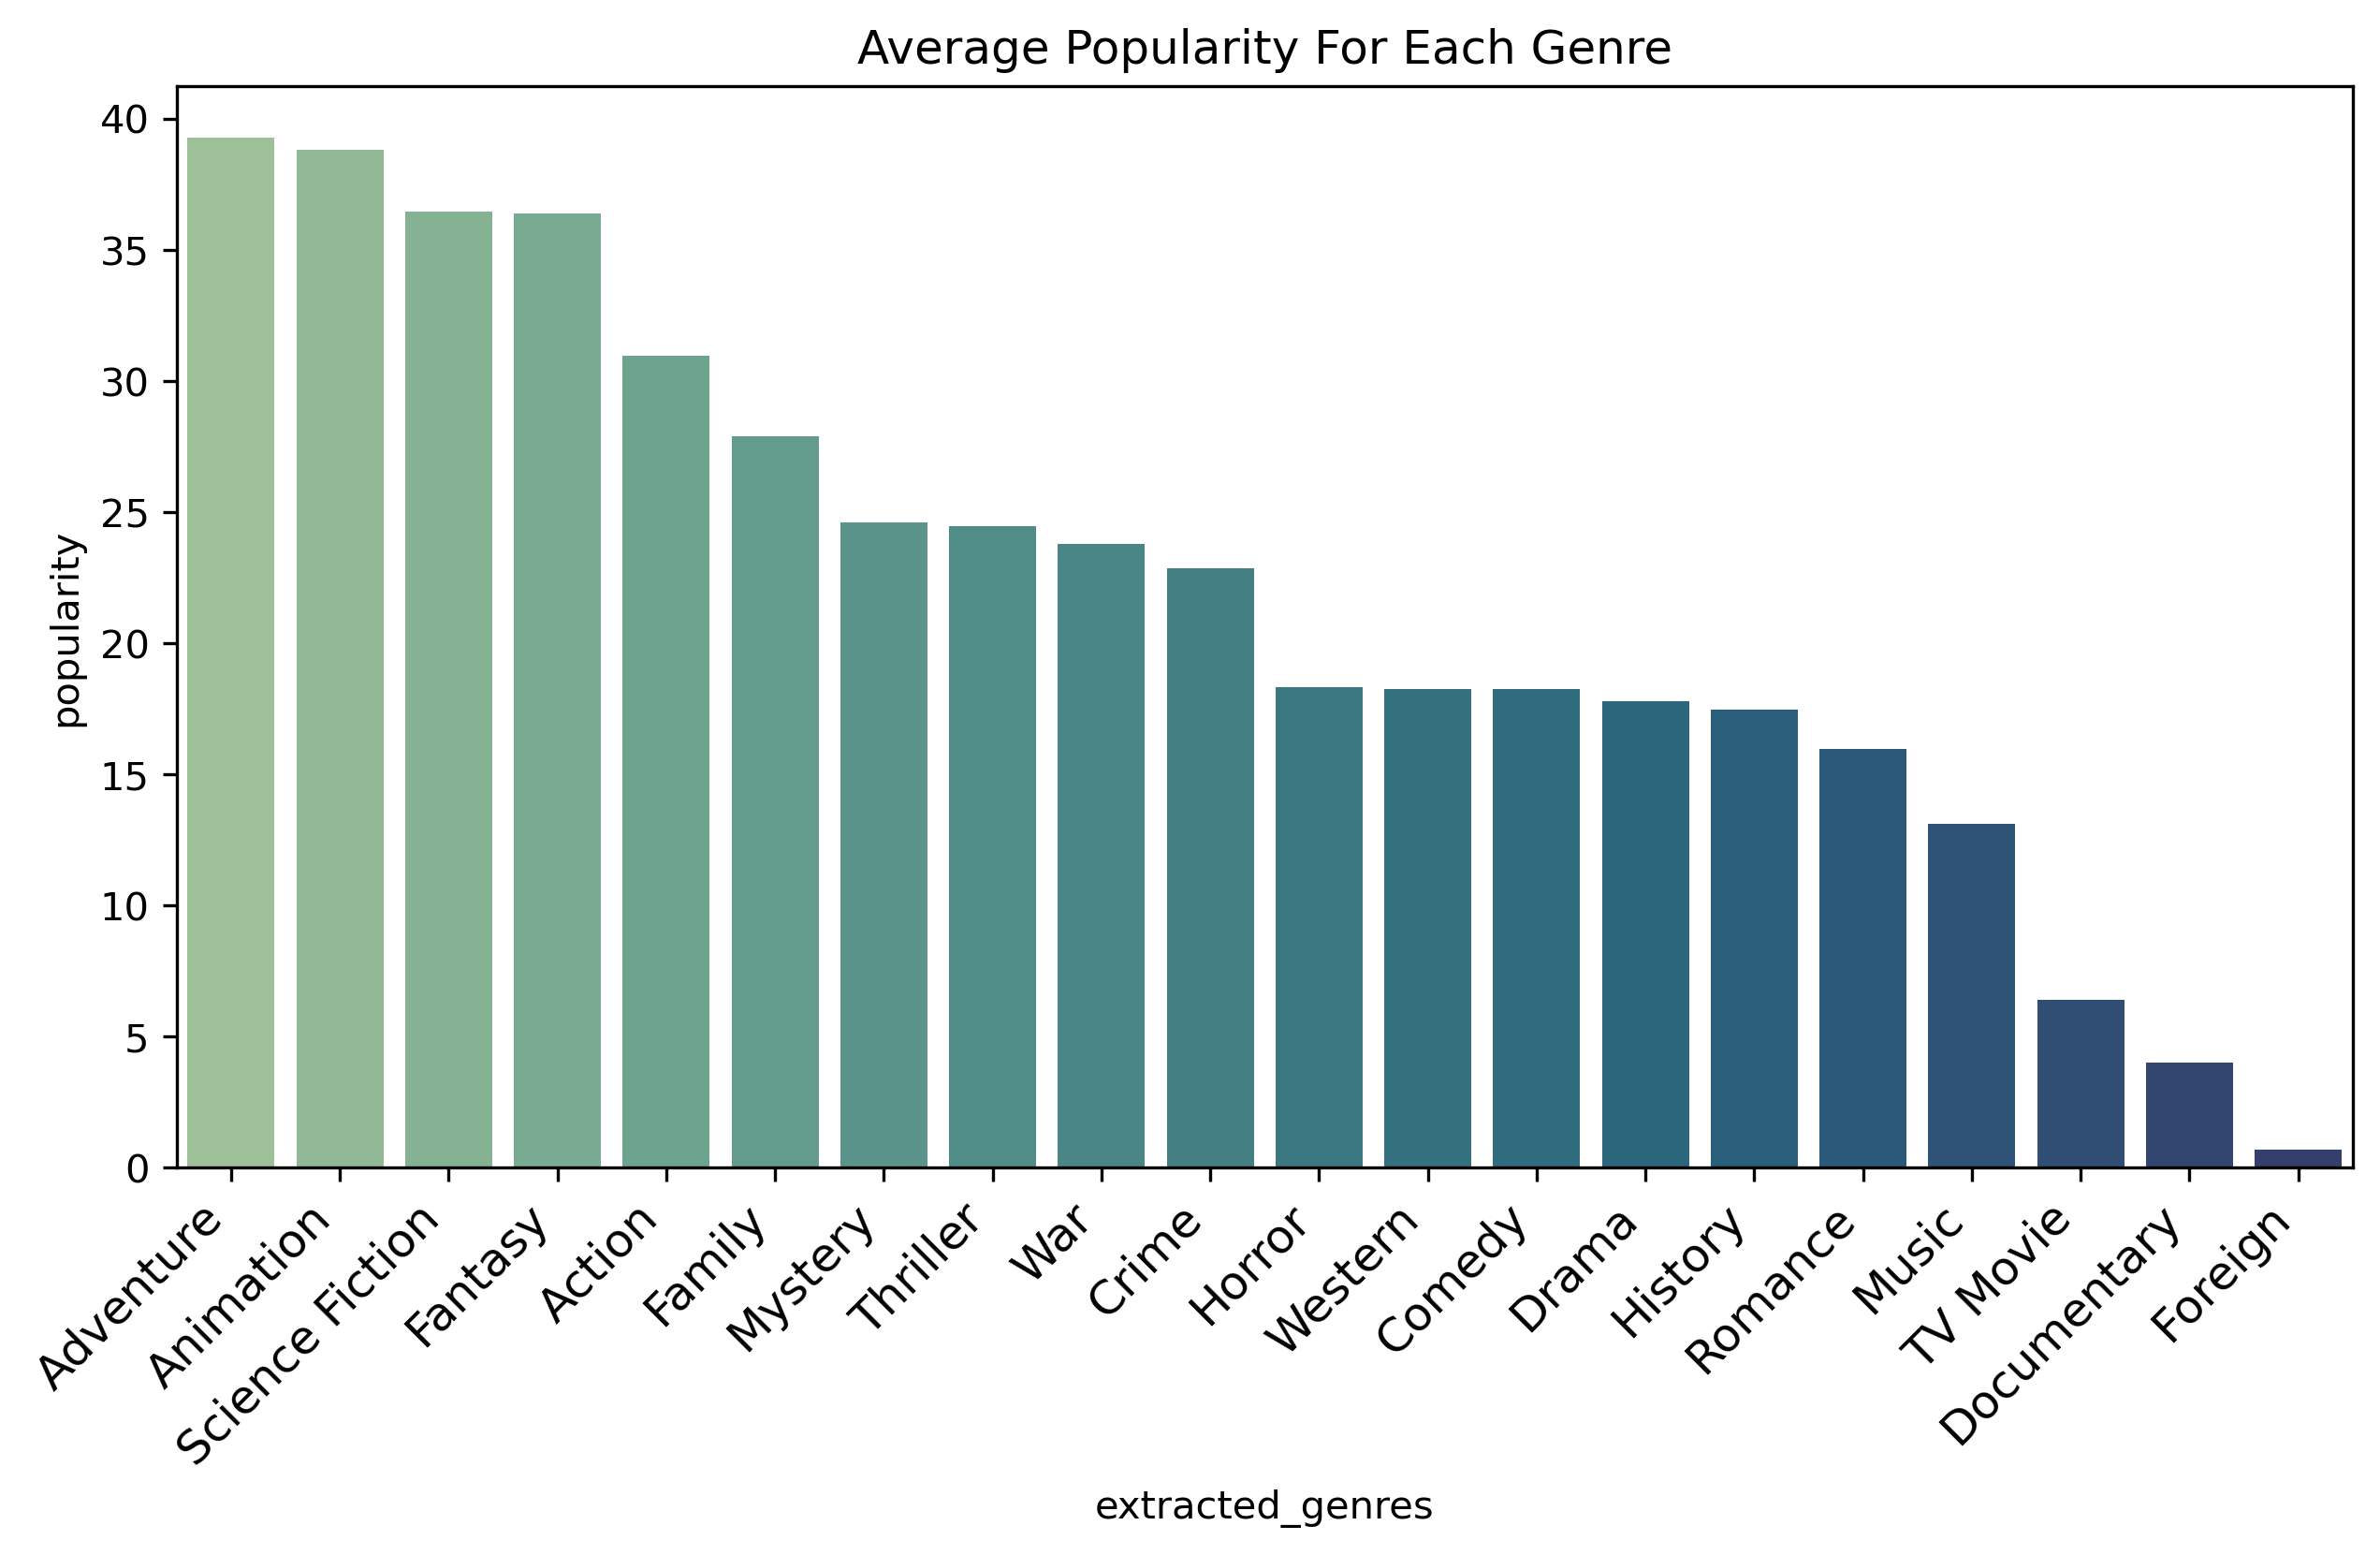 Average Popularity For Each Genre
popularity
40
35
30
25
20
15
10
5
0
Adventure
Animation
Science Fiction
Fantasy
Action
Family
Mystery
Thriller
War
Crime
Horror
Western
Comedy
Drama
History
Romance
Music
TV Movie
Documentary
Foreign
extracted_genres